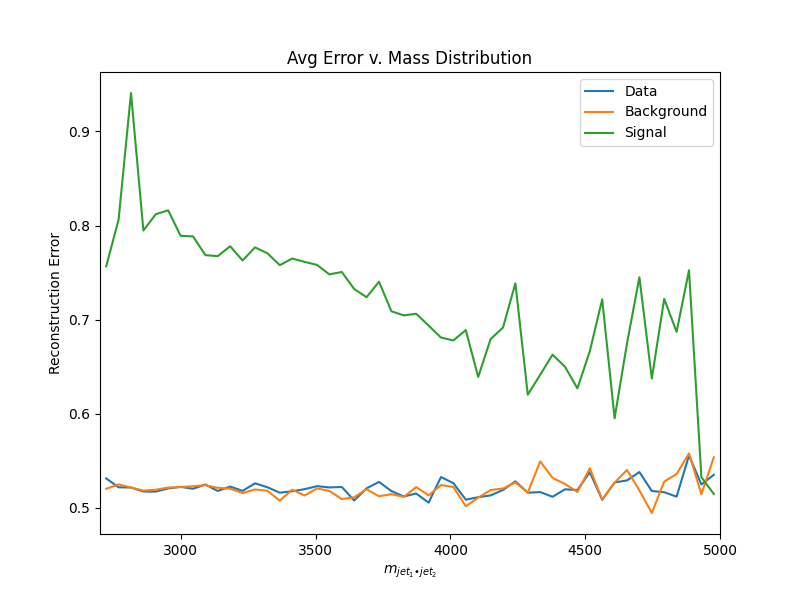 Avg Error v. Mass Distribution
Data
Background
Signal
Reconstruction Error
0.9
0.8
0.7
0.6
0.5
3000 3500 4000 4500 5000
m_{jet_1•jet_2}